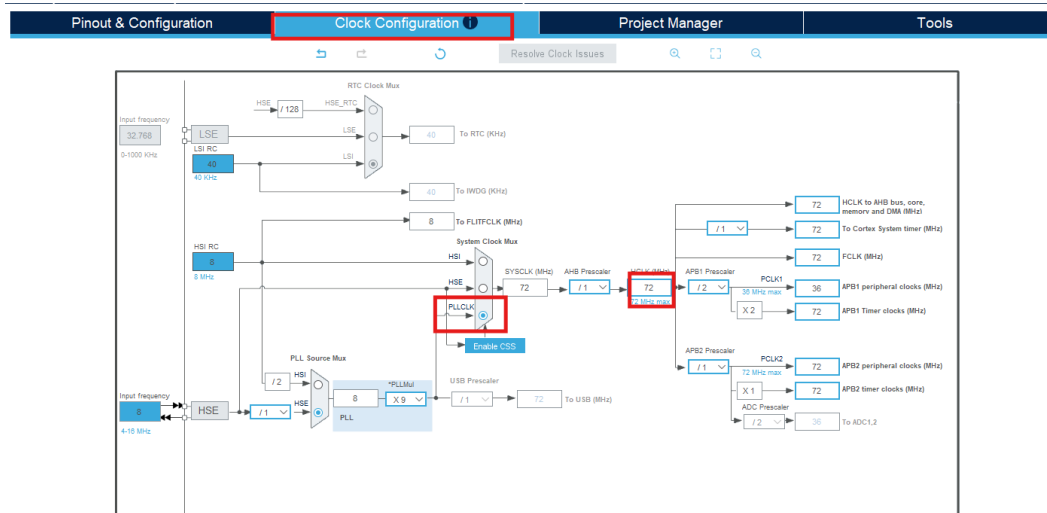 Pinout & Configuration
Clock Configuration
Project Manager
Tools
Resolve Clock Issues
RTC Clock Mux
HSE
/ 128
HSE_RTC
Input frequency
32.768
0-1000 KHz
LSE
LSE
40
To RTC (KHz)
LSI RC
40
40 KHz
LSI
40
To IWDG (KHz)
8
To FLITFCLK (MHz)
System Clock Mux
HSI RC
8
8 MHz
HSI
HSE
PLLCLK
Enable CSS
SYSCLK (MHz)
72
AHB Prescaler
/ 1
HCLK (MHz)
72
72 MHz max
72
HCLK to AHB bus, core,
memory and DMA (MHz)
/ 1
72
To Cortex System timer (MHz)
72
FCLK (MHz)
APB1 Prescaler
/ 2
PCLK1
36 MHz max
36
APB1 peripheral clocks (MHz)
X 2
72
APB1 Timer clocks (MHz)
APB2 Prescaler
/ 1
PCLK2
72 MHz max
72
APB2 peripheral clocks (MHz)
X 1
72
APB2 timer clocks (MHz)
ADC Prescaler
/ 2
36
To ADC1,2
PLL Source Mux
/ 2
HSI
HSE
Input frequency
8
4-16 MHz
HSE
/ 1
8
*PLLMul
X 9
PLL
USB Prescaler
/ 1
72
To USB (MHz)